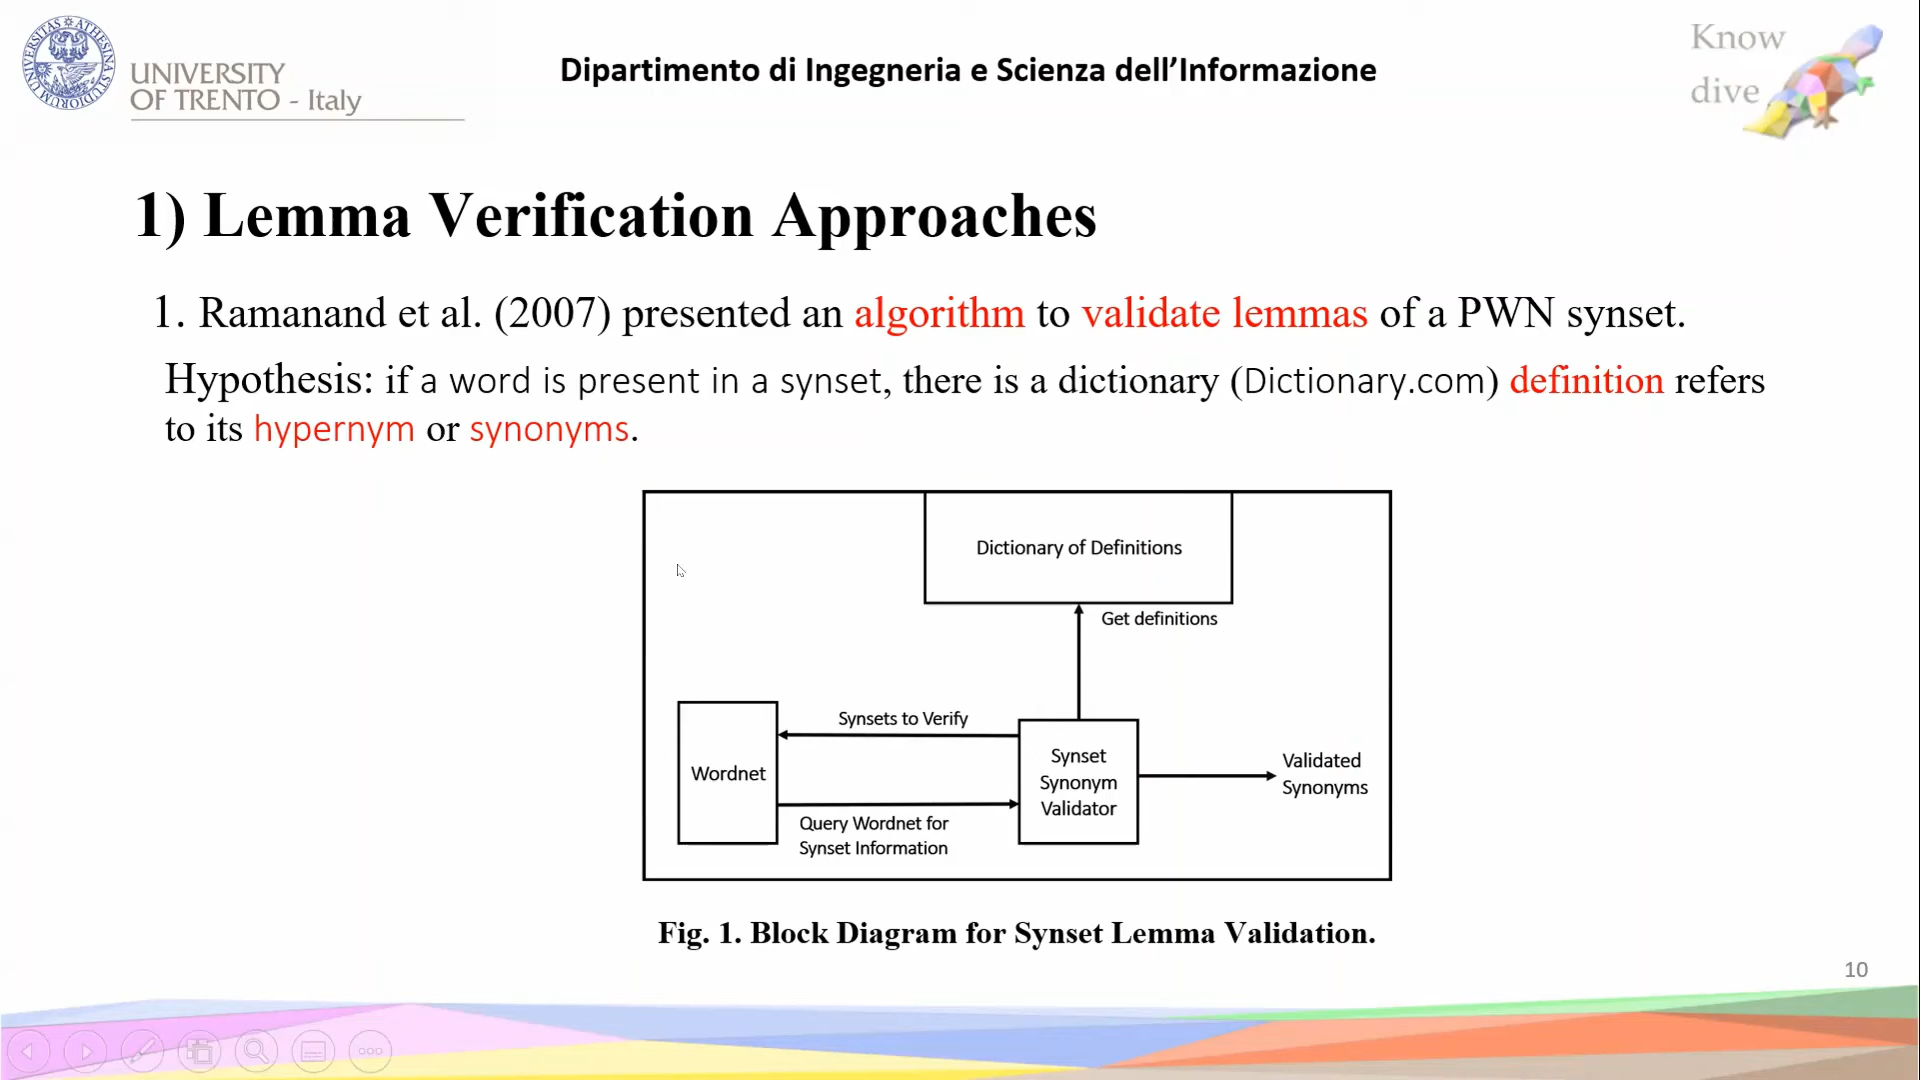 UNIVERSITY
OF TRENTO - Italy
Dipartimento di Ingegneria e Scienza dell’Informazione
Know
dive
1) Lemma Verification Approaches
1. Ramanand et al. (2007) presented an algorithm to validate lemmas of a PWN synset.
Hypothesis: if a word is present in a synset, there is a dictionary (Dictionary.com) definition refers
to its hypernym or synonyms.
Dictionary of Definitions
Get definitions
Synsets to Verify
Wordnet
Synset
Synonym
Validator
Validated
Synonyms
Query Wordnet for
Synset Information
Fig. 1. Block Diagram for Synset Lemma Validation.
10